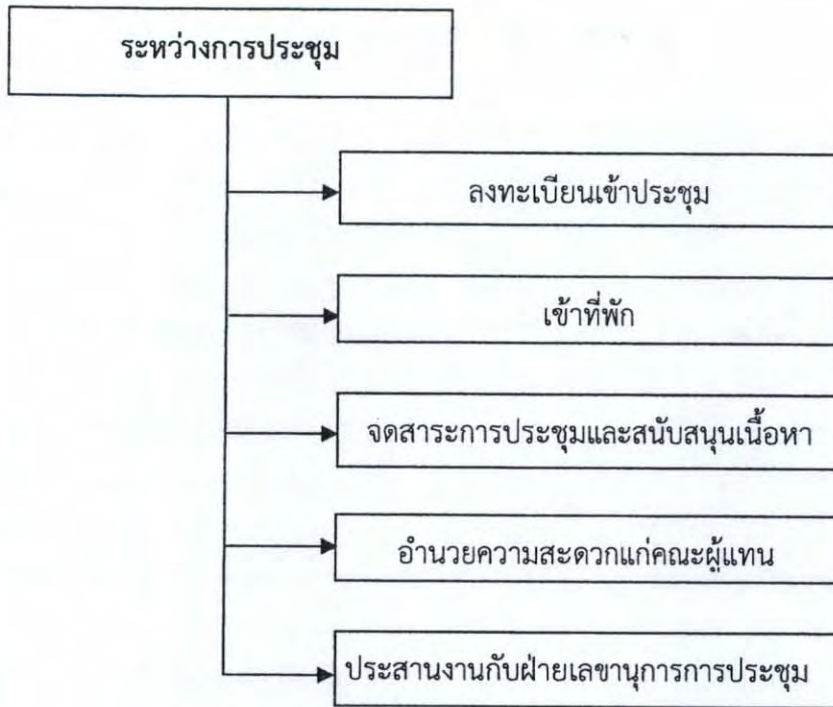 ระหว่างการประชุม
ลงทะเบียนเข้าประชุม
เข้าที่พัก
จดสาระการประชุมและสนับสนุนเนื้อหา
อำนวยความสะดวกแก่คณะผู้แทน
ประสานงานกับฝ่ายเลขานุการการประชุม